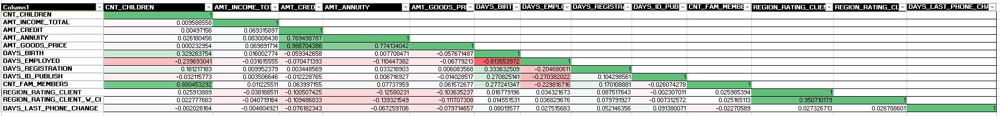 Column1 CNT_CHILDREN AMT_INCOME_TOT AMT_CRED AMT_ANNUITY AMT_GOODS_PRI DAYS_BIRT DAYS_EMPLO DAYS_REGISTRA DAYS_ID_PUB CNT_FAM_MEMBE REGION_RATING_CLIEN REGION_RATING_CL DAYS_LAST_PHONE_CHA
CNT_CHILDREN 1
AMT_INCOME_TOTAL 0.009588558 1
AMT_CREDIT 0.00497156 0.069315897 1
AMT_ANNUITY 0.026180456 0.083008438 0.769498787 1
AMT_GOODS_PRICE 0.000232954 0.069891714 0.986704386 0.774134042 1
DAYS_BIRTH 0.329263754 0.016002774 -0.059342658 0.007708471 -0.057671487 1
DAYS_EMPLOYED -0.239693041 -0.031615555 -0.070471393 -0.110447382 -0.06779213 -0.613553972 1
DAYS_REGISTRATION 0.181217183 0.009952379 0.003448569 0.033218903 0.006083568 0.333632509 -0.204680611 1
DAYS_ID_PUBLISH -0.032115773 0.003506646 -0.012228765 0.006716927 -0.014028517 0.270825141 -0.270382022 0.104298561 1
CNT_FAM_MEMBERS 0.880453292 0.011225511 0.063997155 0.07737959 0.061572677 0.277241347 -0.229816716 0.170108881 -0.026074278 1
REGION_RATING_CLIENT 0.025913889 -0.038188511 -0.100507425 -0.12580231 -0.103635237 0.016779196 0.034321673 0.087517643 -0.002307011 0.025985394 1
REGION_RATING_CLIENT_W_CI 0.022777663 -0.040719164 -0.109486833 -0.139321549 -0.111707308 0.014551531 0.036829676 0.079791927 -0.007312572 0.025165113 0.950710179 1
DAYS_LAST_PHONE_CHANGE -0.002026164 -0.004804921 -0.076182343 -0.067259706 -0.079714657 0.08019577 0.027515683 0.052146356 0.091380071 -0.02270589 0.027326713 0.026788601 1